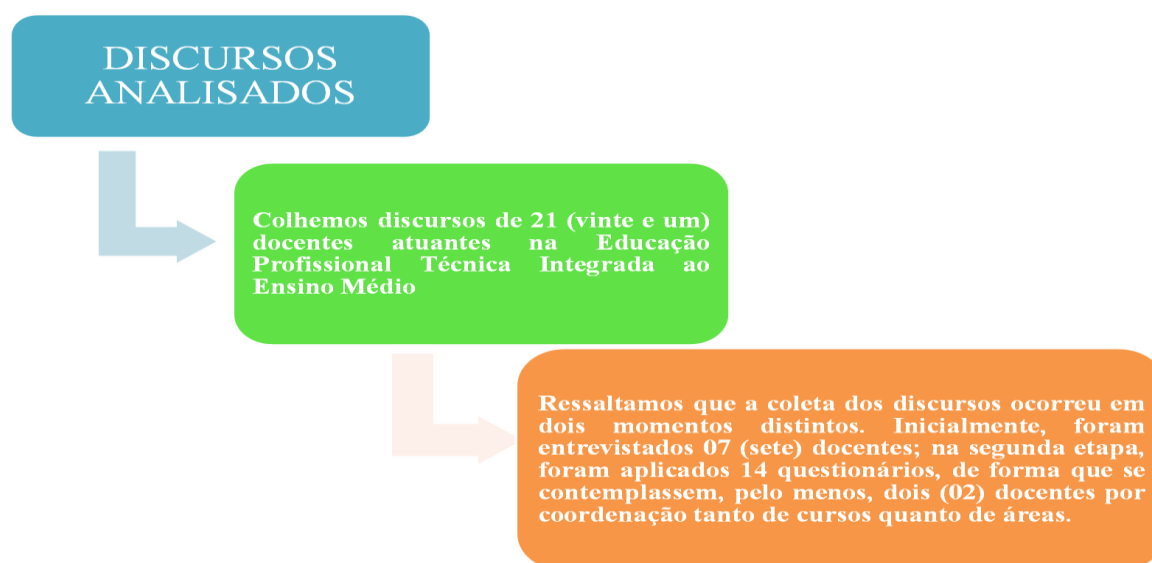 DISCURSOS
ANALISADOS
Colhemos discursos de 21 (vinte e um)
docentes atuantes na Educação
Profissional Técnica Integrada ao
Ensino Médio
Ressaltamos que a coleta dos discursos ocorreu em
dois momentos distintos. Inicialmente, foram
entrevistados 07 (sete) docentes; na segunda etapa,
foram aplicados 14 questionários, de forma que se
contemplassem, pelo menos, dois (02) docentes por
coordenação tanto de cursos quanto de áreas.